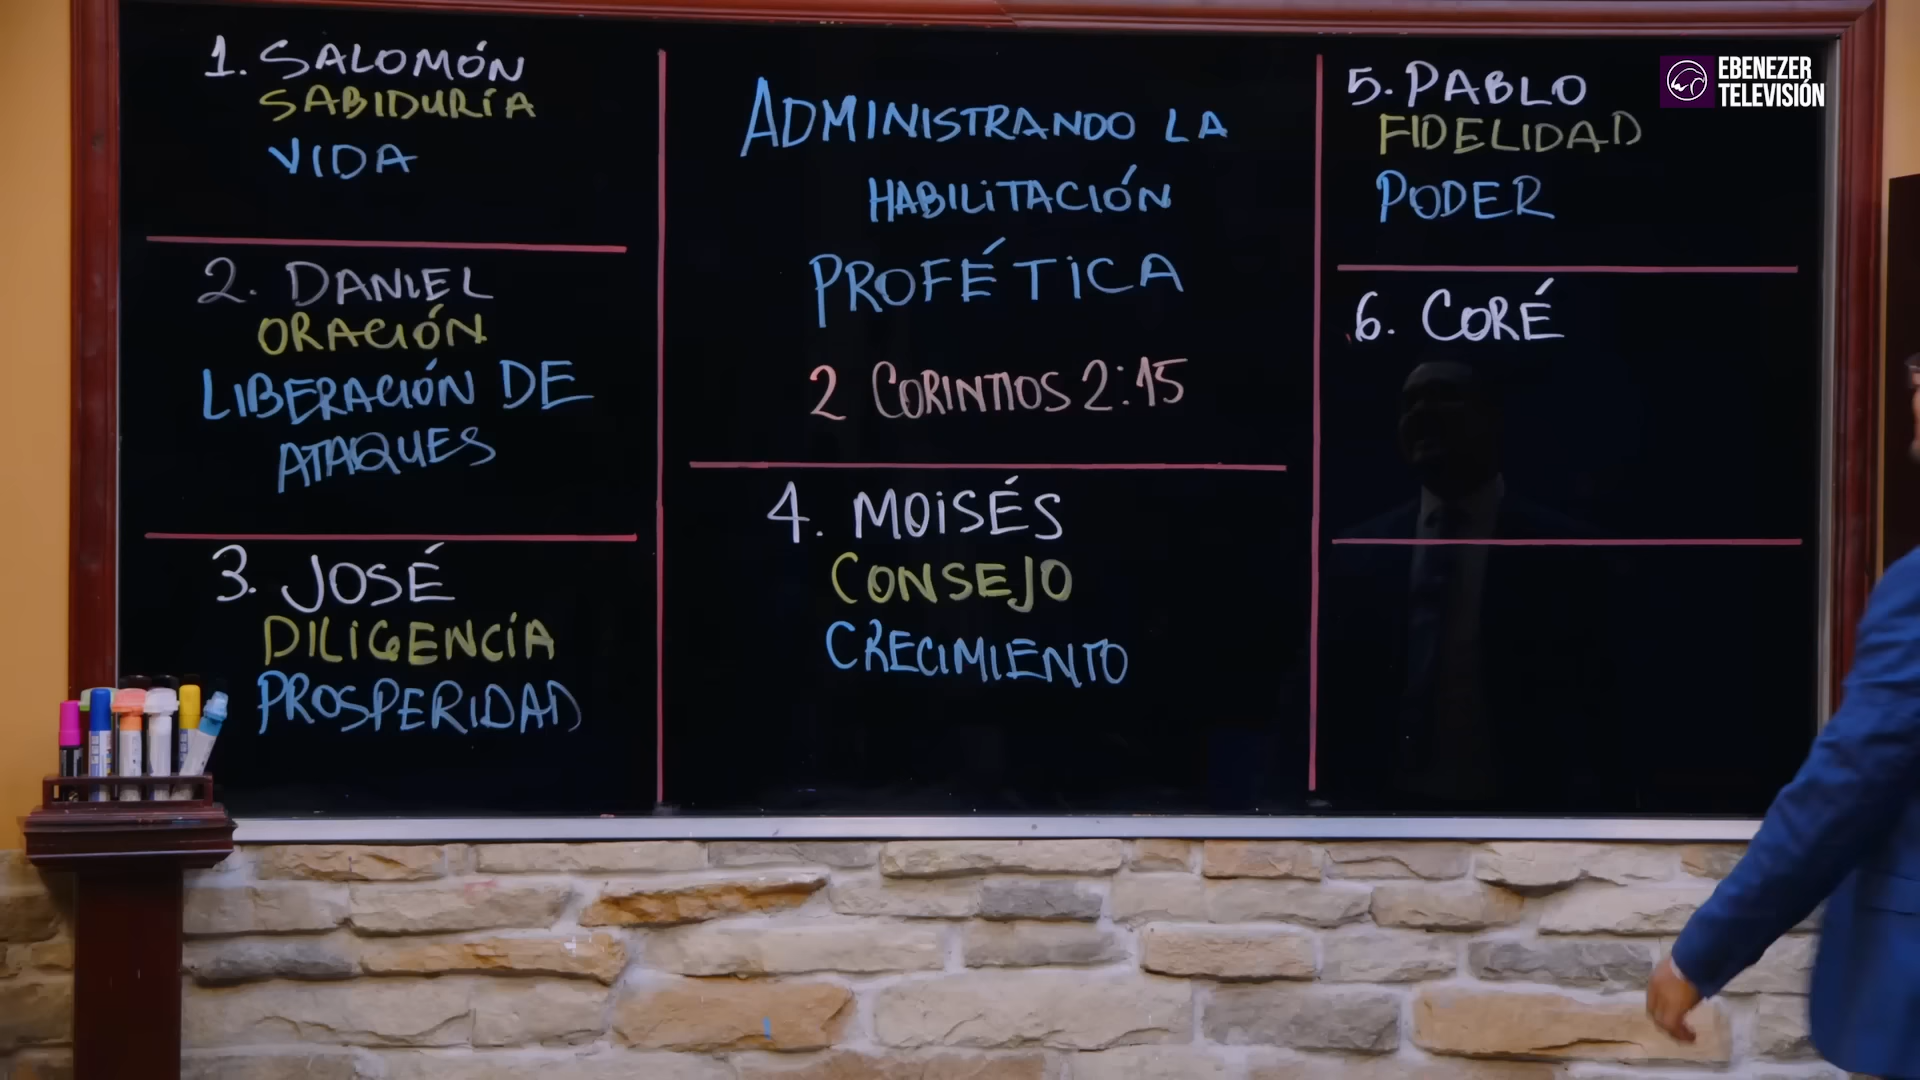 1. SALOMÓN
SABIDURÍA
VIDA
2. DANIEL
ORACIÓN
LIBERACIÓN DE
ATAQUES
3. JOSÉ
DILIGENCIA
PROSPERIDAD
ADMINISTRANDO LA
HABILITACIÓN
PROFÉTICA
2 CORINTIOS 2:15
4. MOISÉS
CONSEJO
CRECIMIENTO
5. PABLO
FIDELIDAD
PODER
6. CORÉ
EBENEZER
TELEVISIÓN